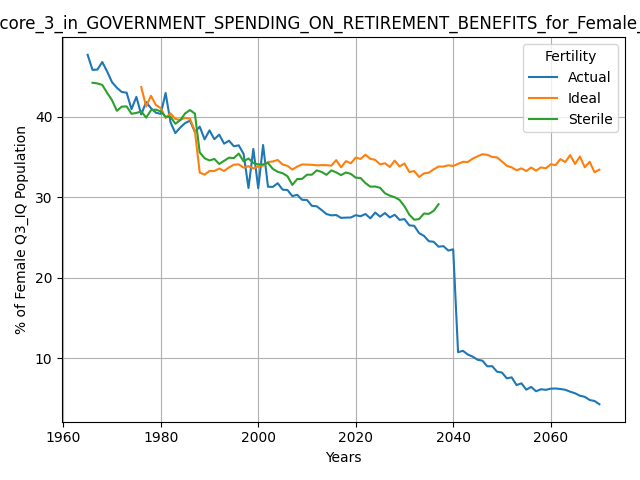 core_3_in_GOVERNMENT_SPENDING_ON_RETIREMENT_BENEFITS_for_Female_
Fertility
Actual
Ideal
Sterile
% of Female Q3_IQ Population
40
30
20
10
1960 1980 2000 2020 2040 2060
Years